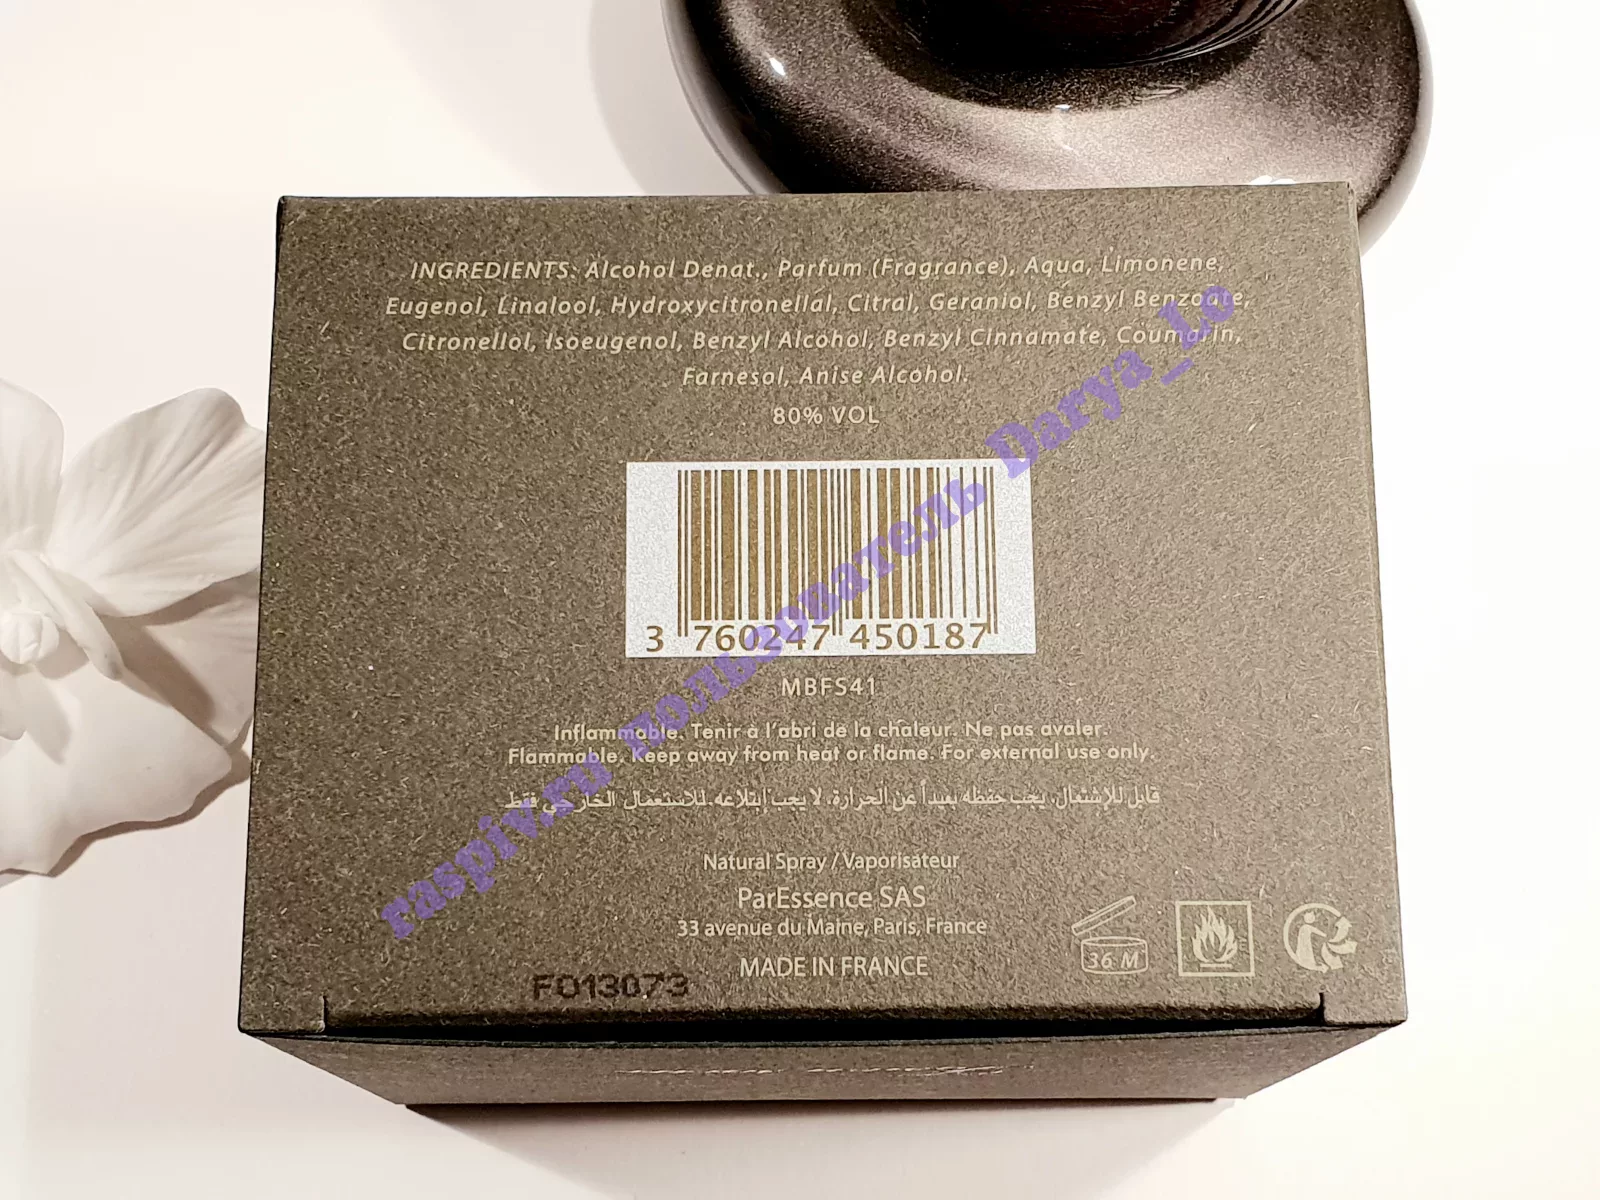 INGREDIENTS: Alcohol Denat., Parfum (Fragrance), Aqua, Limonene,
Eugenol, Linalool, Hydroxycitronellal, Citral, Geraniol, Benzyl Benzoate,
Citronellol, Isoeugenol, Benzyl Alcohol, Benzyl Cinnamate, Coumarin,
Farnesol, Anise Alcohol.
80% VOL
3 760247 450187
MBFS41
Inflammable. Tenir à l'abri de la chaleur. Ne pas avaler.
Flammable. Keep away from heat or flame. For external use only.
قابل للإشتعال، يجب حفظه بعيداً عن الحرارة، لا يجب إبتلاعه. للاستعمال الخارجي فقط
Natural Spray / Vaporisateur
ParEssence SAS
33 avenue du Maine, Paris, France
MADE IN FRANCE
36 M
FO13073
raspiv.ru пользователь Darya_Lo